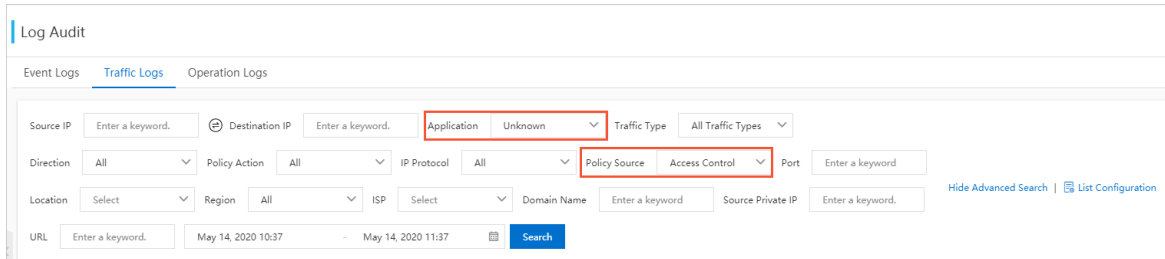 Log Audit
Event Logs Traffic Logs Operation Logs
Source IP Enter a keyword. Destination IP Enter a keyword. Application Unknown Traffic Type All Traffic Types
Direction All Policy Action All IP Protocol All Policy Source Access Control Port Enter a keyword
Hide Advanced Search | List Configuration
Location Select Region All ISP Select Domain Name Enter a keyword Source Private IP Enter a keyword.
URL Enter a keyword. May 14, 2020 10:37 - May 14, 2020 11:37 Search